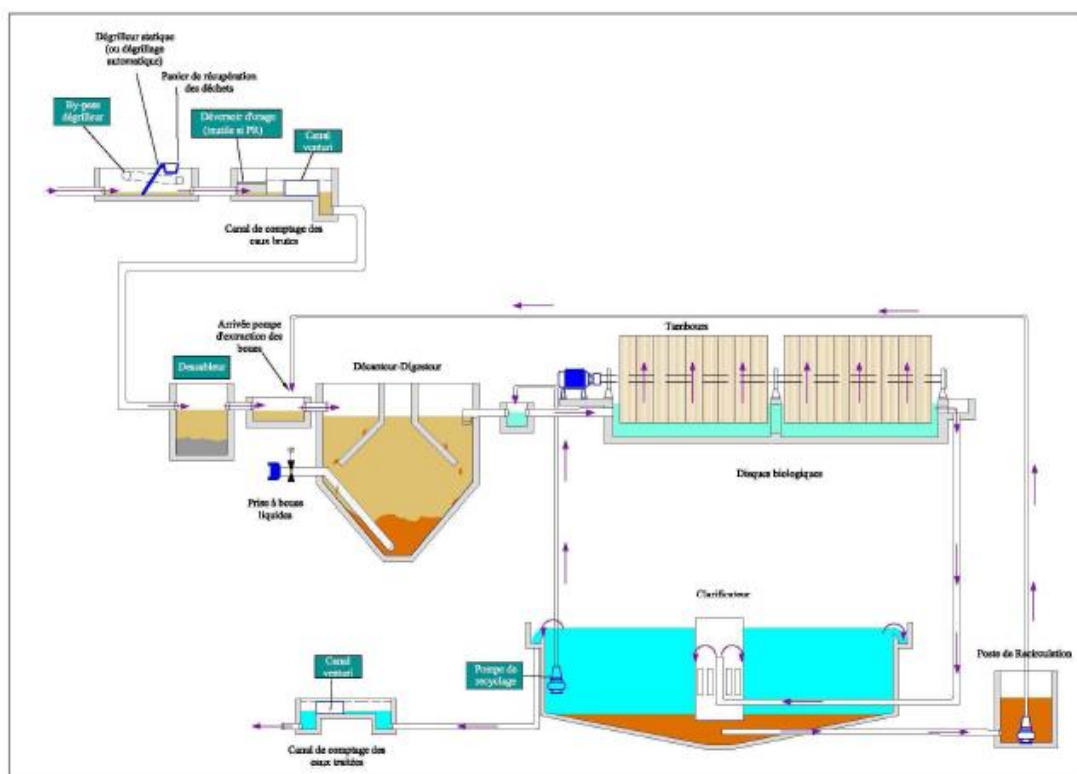 Dégrilleur statique
(ou dégrillage
automatique)
Panier de récupération
des déchets
By-pass
dégrilleur
Déversoir d'orage
(inutile si PR)
Canal
venturi
Canal de comptage des
eaux brutes
Arrivée pompe
d'extraction des
boues
Dessableur
Décanteur-Digesteur
Tambours
Prise à boues
liquides
Disques biologiques
Clarificateur
Poste de Recirculation
Pompe de
recyclage
Canal
venturi
Canal de comptage des
eaux traitées